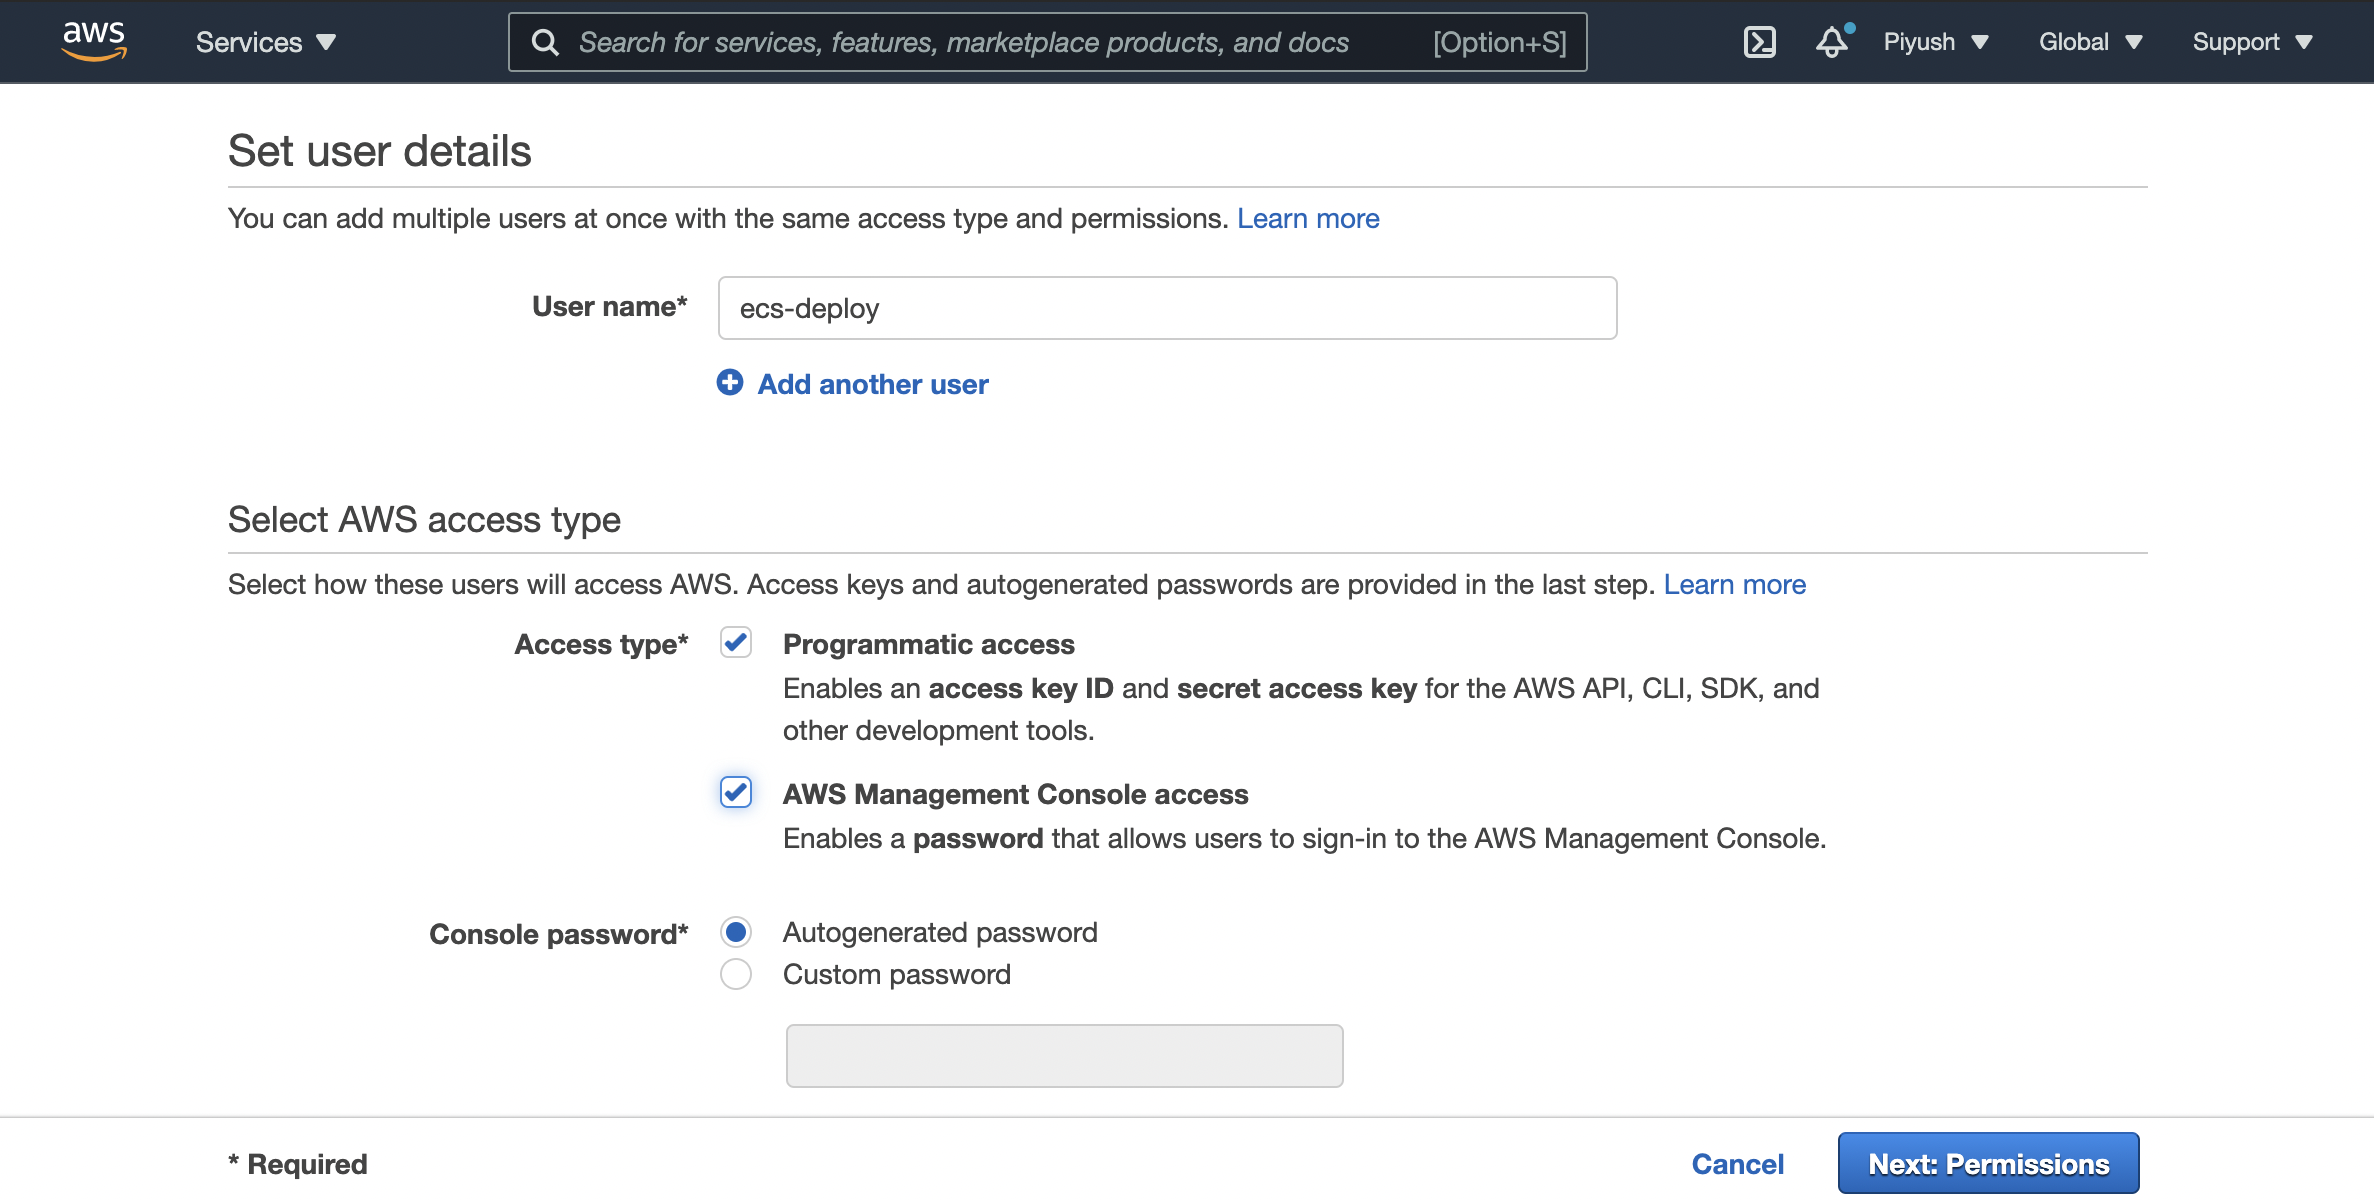 aws Services Search for services, features, marketplace products, and docs [Option+S] Piyush Global Support
Set user details
You can add multiple users at once with the same access type and permissions. Learn more
User name* ecs-deploy
Add another user
Select AWS access type
Select how these users will access AWS. Access keys and autogenerated passwords are provided in the last step. Learn more
Access type* Programmatic access
Enables an access key ID and secret access key for the AWS API, CLI, SDK, and
other development tools.
AWS Management Console access
Enables a password that allows users to sign-in to the AWS Management Console.
Console password* Autogenerated password
Custom password
* Required Cancel Next: Permissions